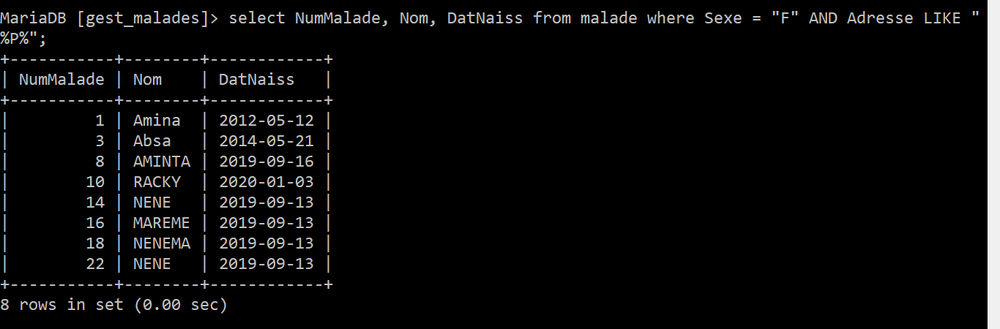 MariaDB [gest_malades]> select NumMalade, Nom, DatNaiss from malade where Sexe = "F" AND Adresse LIKE "
%P%";
+-----------+--------+------------+
| NumMalade | Nom    | DatNaiss   |
+-----------+--------+------------+
|         1 | Amina  | 2012-05-12 |
|         3 | Absa   | 2014-05-21 |
|         8 | AMINTA | 2019-09-16 |
|        10 | RACKY  | 2020-01-03 |
|        14 | NENE   | 2019-09-13 |
|        16 | MAREME | 2019-09-13 |
|        18 | NENEMA | 2019-09-13 |
|        22 | NENE   | 2019-09-13 |
+-----------+--------+------------+
8 rows in set (0.00 sec)